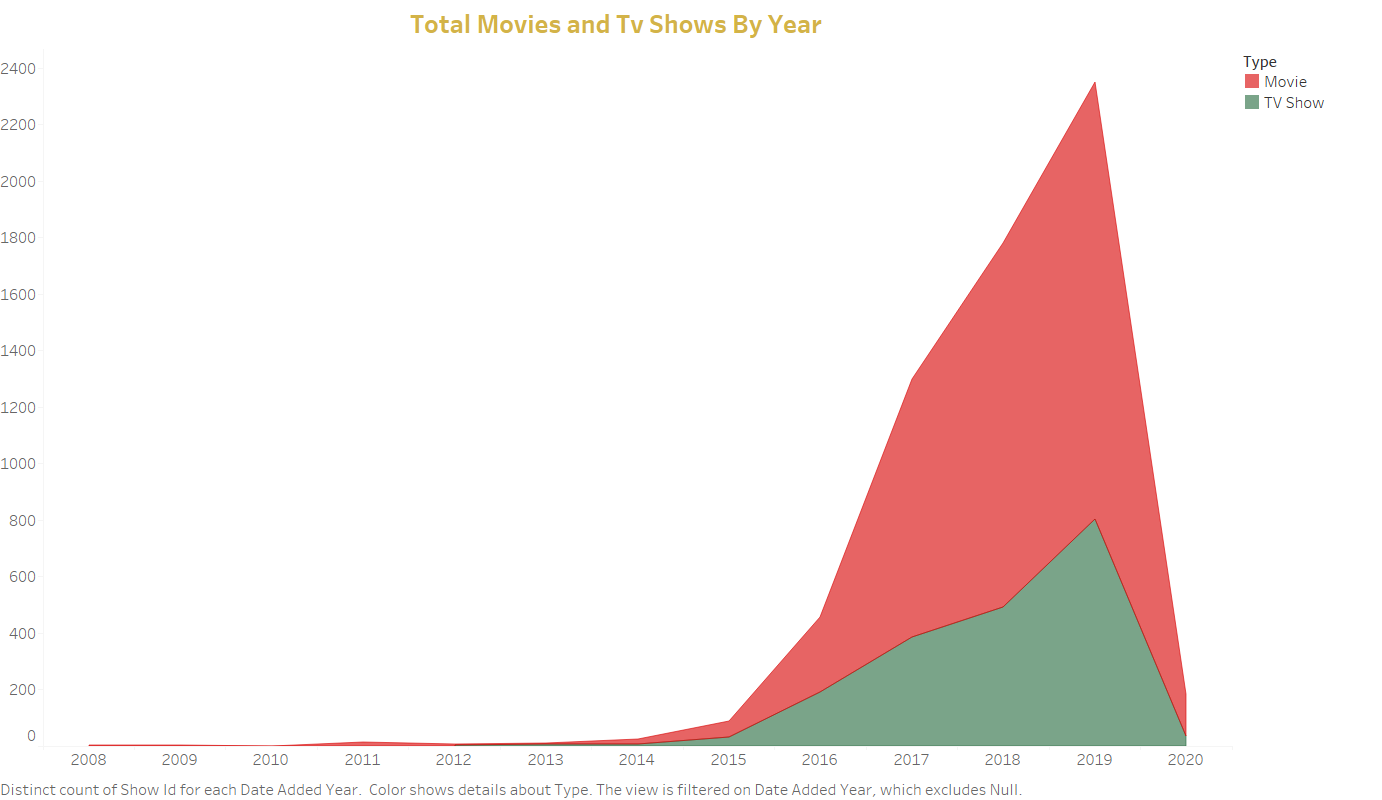 Total Movies and Tv Shows By Year
Type
Movie
TV Show
2400
2200
2000
1800
1600
1400
1200
1000
800
600
400
200
0
2008 2009 2010 2011 2012 2013 2014 2015 2016 2017 2018 2019 2020
Distinct count of Show Id for each Date Added Year.  Color shows details about Type. The view is filtered on Date Added Year, which excludes Null.